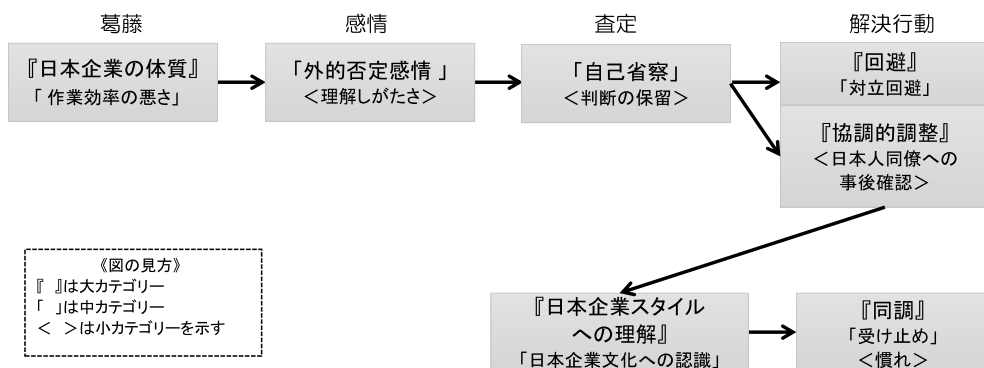 葛藤
感情
査定
解決行動
『日本企業の体質』
「 作業効率の悪さ」
「外的否定感情 」
＜理解しがたさ＞
「自己省察」
＜判断の保留＞
『回避』
「対立回避」
『協調的調整』
＜日本人同僚への
事後確認＞
《図の見方》
『　』は大カテゴリー
「　」は中カテゴリー
＜　＞は小カテゴリーを示す
『日本企業スタイル
への理解』
「日本企業文化への認識」
『同調』
「受け止め」
＜慣れ＞